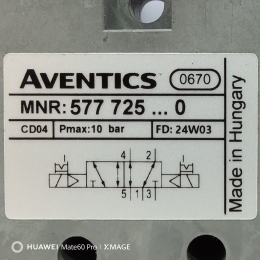 AVENTICS 0670
MNR: 577 725 ... 0
CD04 Pmax:10 bar FD: 24W03
4 2
5 1 3
Made in Hungary
HUAWEI Mate60 Pro | XMAGE